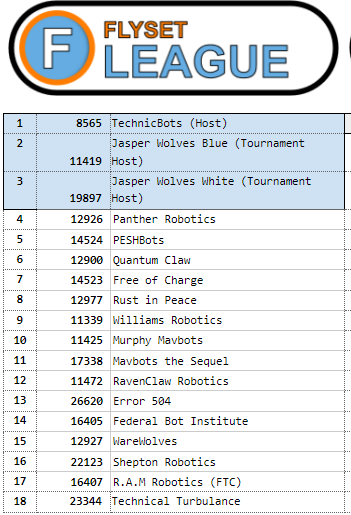 F
FLYSET
LEAGUE
1 8565 TechnicBots (Host)
2 Jasper Wolves Blue (Tournament
11419 Host)
3 Jasper Wolves White (Tournament
19897 Host)
4 12926 Panther Robotics
5 14524 PESHBots
6 12900 Quantum Claw
7 14523 Free of Charge
8 12977 Rust in Peace
9 11339 Williams Robotics
10 11425 Murphy Mavbots
11 17338 Mavbots the Sequel
12 11472 RavenClaw Robotics
13 26620 Error 504
14 16405 Federal Bot Institute
15 12927 WareWolves
16 22123 Shepton Robotics
17 16407 R.A.M Robotics (FTC)
18 23344 Technical Turbulance